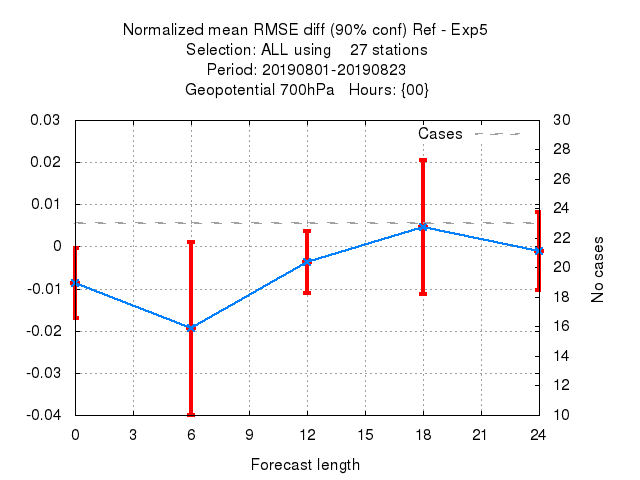 Normalized mean RMSE diff (90% conf) Ref - Exp5
Selection: ALL using    27 stations
Period: 20190801-20190823
Geopotential 700hPa   Hours: {00}
Cases
0.03
0.02
0.01
0
-0.01
-0.02
-0.03
-0.04
30
28
26
24
22
20
18
16
14
12
10
No cases
0 3 6 9 12 15 18 21 24
Forecast length